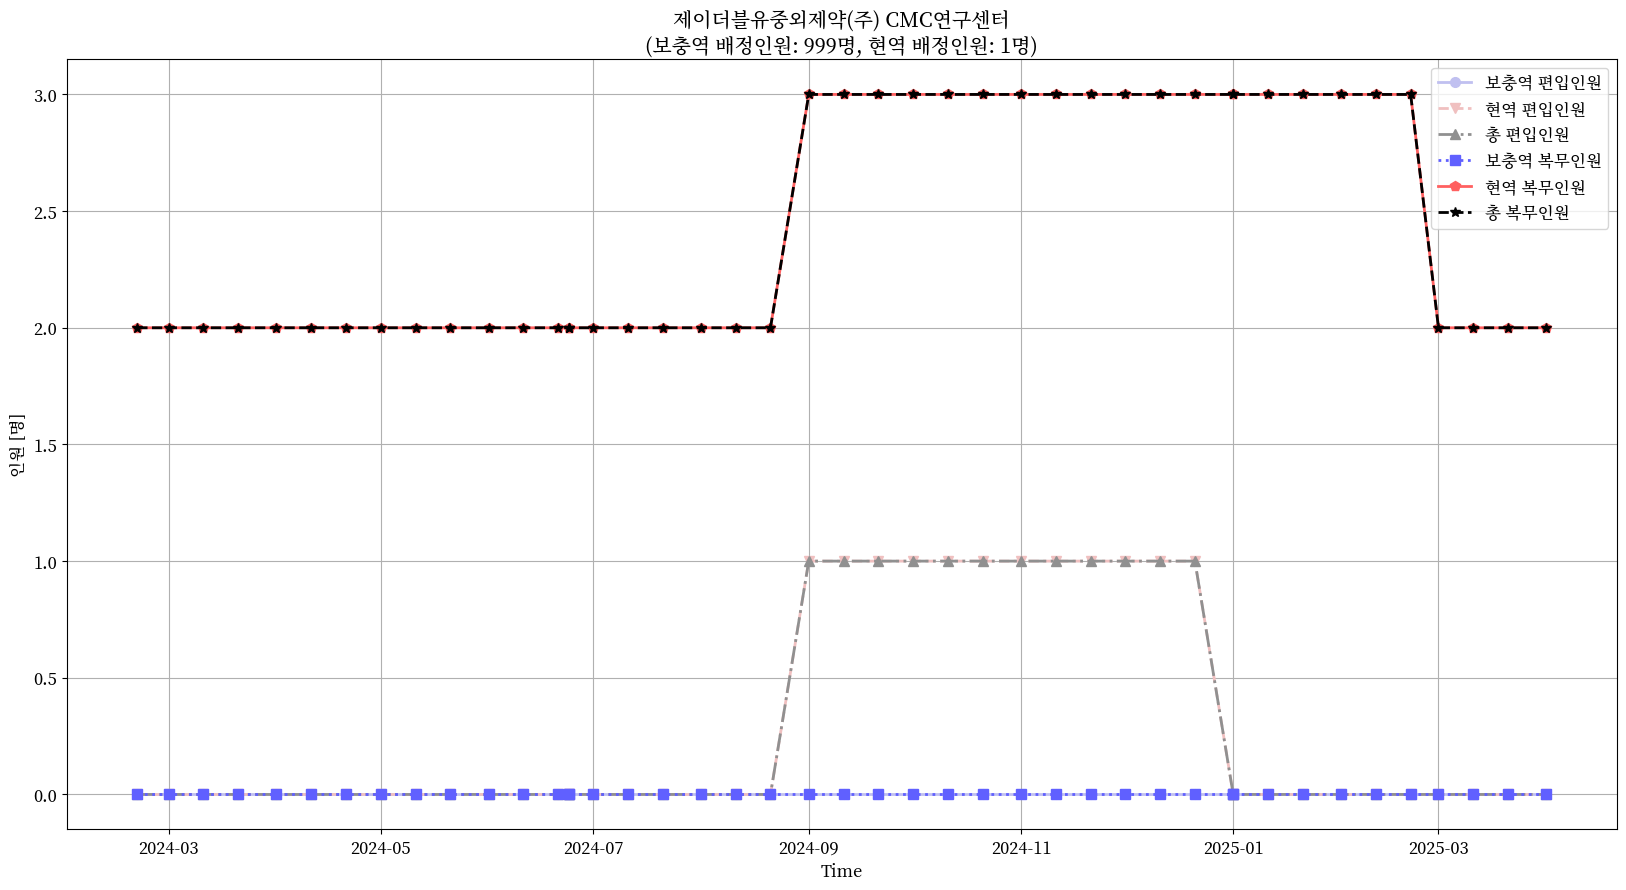 제이더블유중외제약(주) CMC연구센터
(보충역 배정인원: 999명, 현역 배정인원: 1명)
보충역 편입인원
현역 편입인원
총 편입인원
보충역 복무인원
현역 복무인원
총 복무인원
인원 [명]
3.0
2.5
2.0
1.5
1.0
0.5
0.0
2024-03
2024-05
2024-07
2024-09
2024-11
2025-01
2025-03
Time